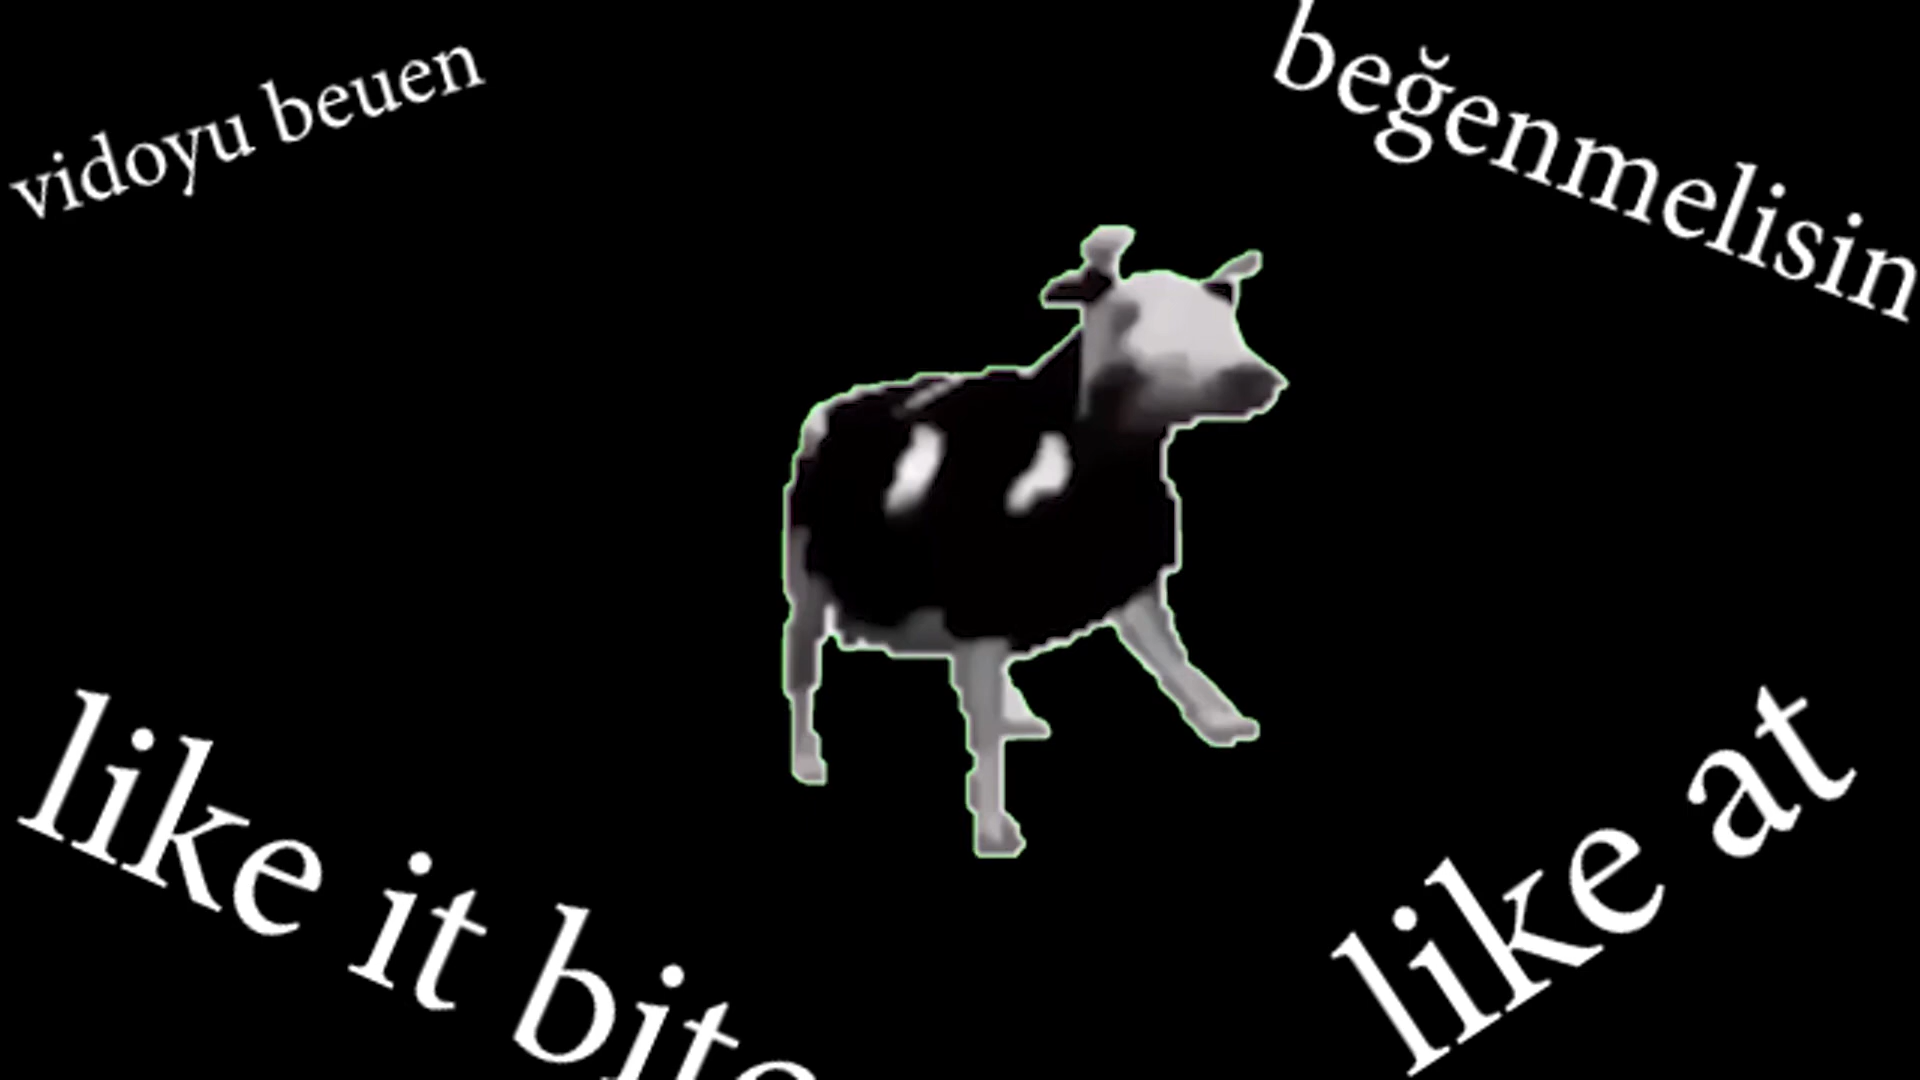 vidoyu beuen
beğenmelisin
like it
like at